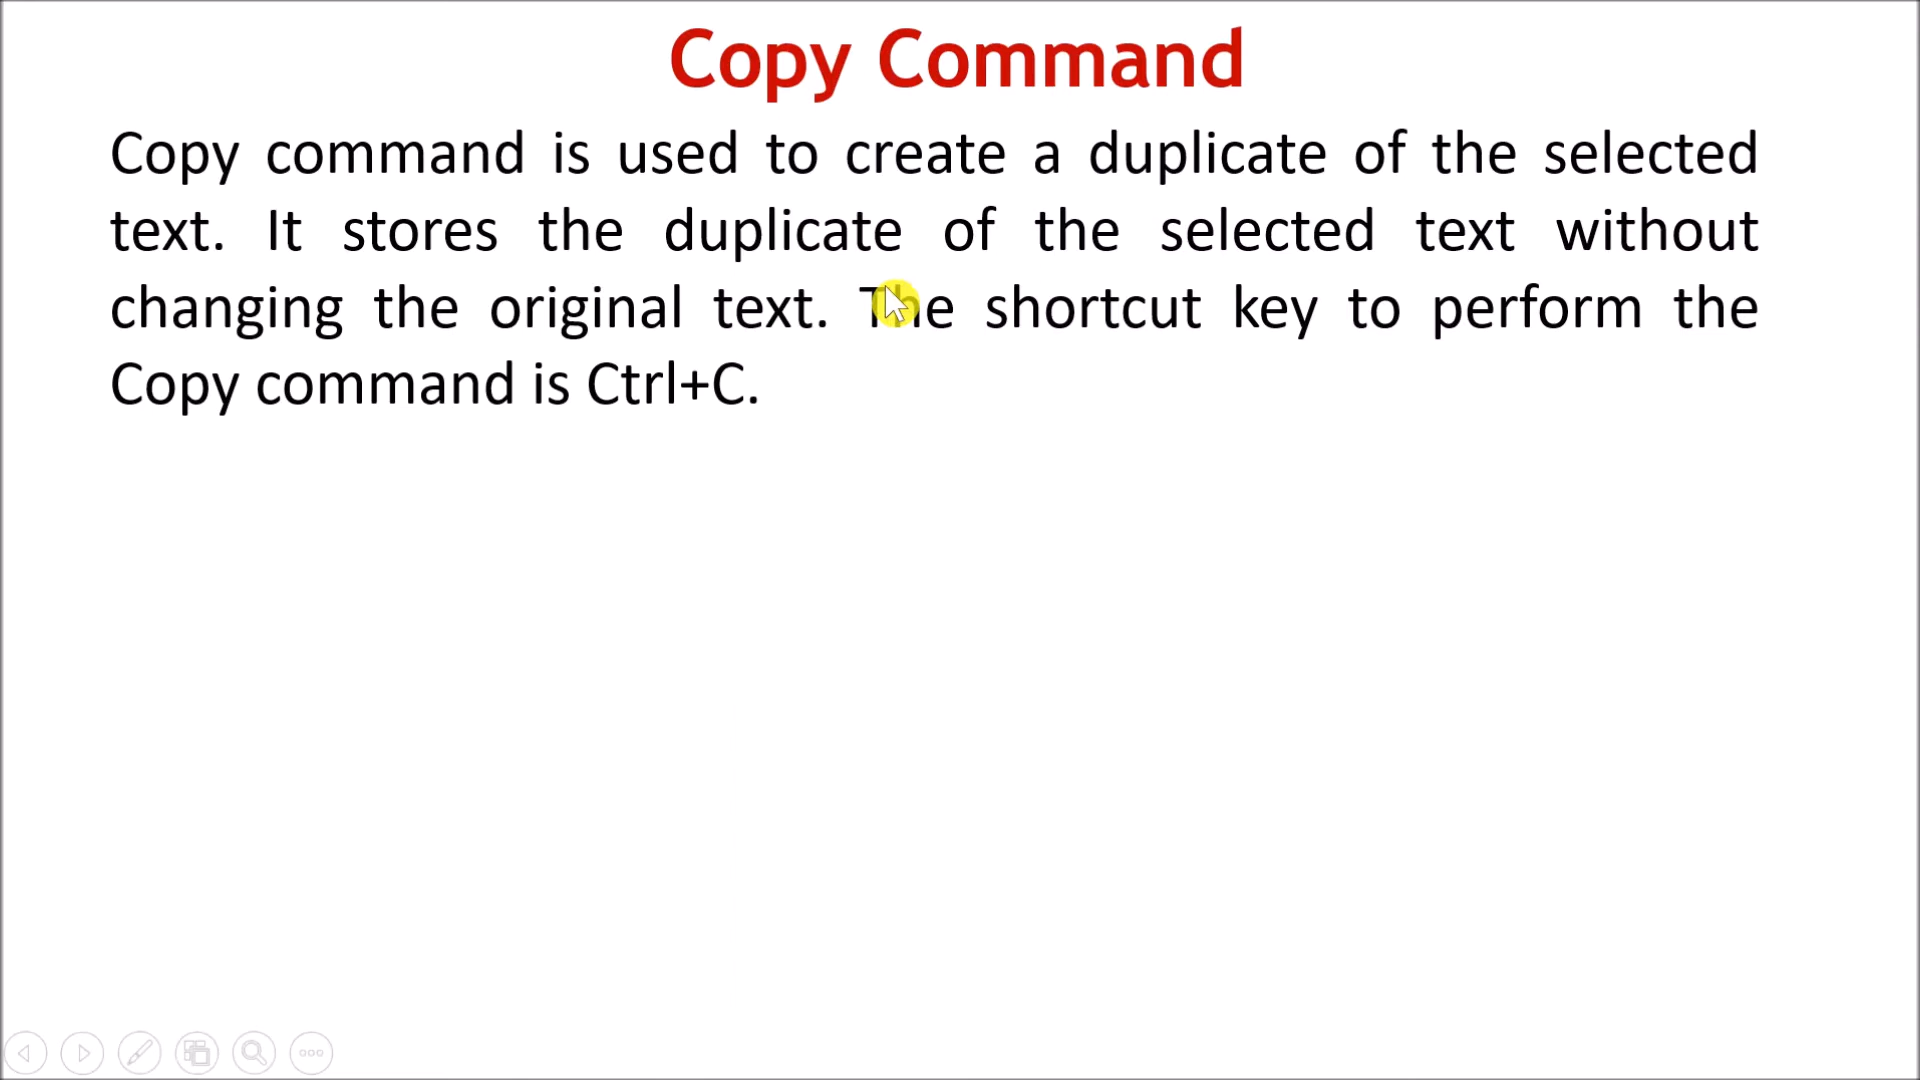 Copy Command
Copy command is used to create a duplicate of the selected
text. It stores the duplicate of the selected text without
changing the original text. The shortcut key to perform the
Copy command is Ctrl+C.